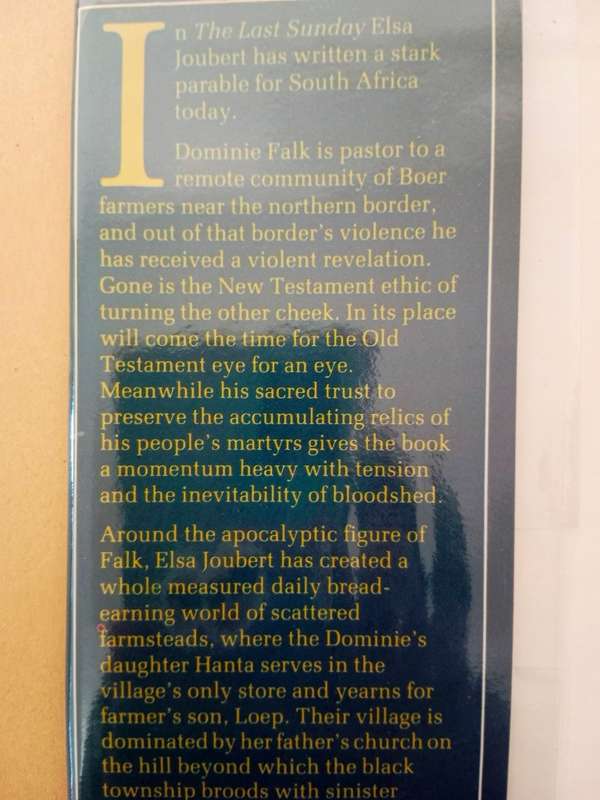 In The Last Sunday Elsa
Joubert has written a stark
parable for South Africa
today.
Dominie Falk is pastor to a
remote community of Boer
farmers near the northern border,
and out of that border's violence he
has received a violent revelation.
Gone is the New Testament ethic of
turning the other cheek. In its place
will come the time for the Old
Testament eye for an eye.
Meanwhile his sacred trust to
preserve the accumulating relics of
his people's martyrs gives the book
a momentum heavy with tension
and the inevitability of bloodshed.
Around the apocalyptic figure of
Falk, Elsa Joubert has created a
whole measured daily bread-
earning world of scattered
farmsteads, where the Dominie's
daughter Hanta serves in the
village's only store and yearns for
farmer's son, Loep. Their village is
dominated by her father's church on
the hill beyond which the black
township broods with sinister